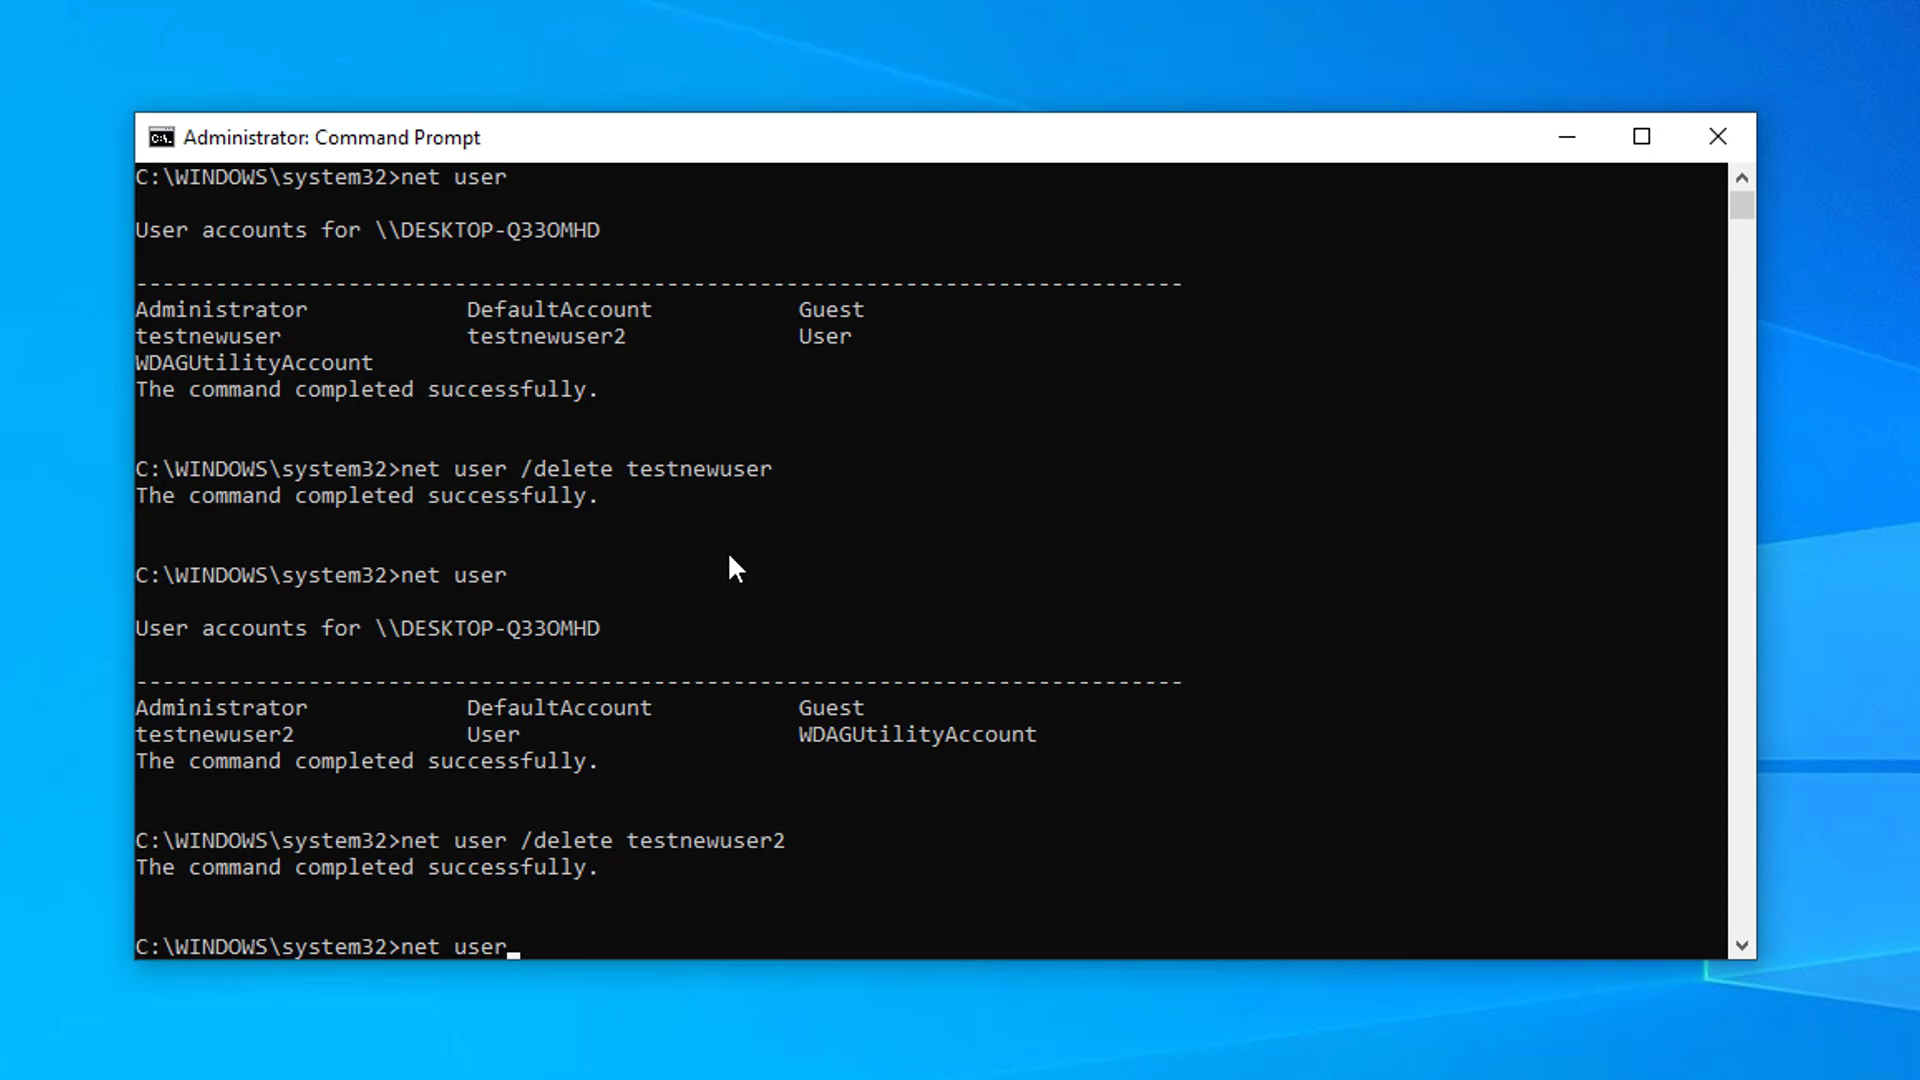 Administrator: Command Prompt
C:\WINDOWS\system32>net user
User accounts for \\DESKTOP-Q33OMHD
-------------------------------------------------------------------------------
Administrator            DefaultAccount           Guest
testnewuser              testnewuser2             User
WDAGUtilityAccount
The command completed successfully.
C:\WINDOWS\system32>net user /delete testnewuser
The command completed successfully.
C:\WINDOWS\system32>net user
User accounts for \\DESKTOP-Q33OMHD
-------------------------------------------------------------------------------
Administrator            DefaultAccount           Guest
testnewuser2             User                     WDAGUtilityAccount
The command completed successfully.
C:\WINDOWS\system32>net user /delete testnewuser2
The command completed successfully.
C:\WINDOWS\system32>net user